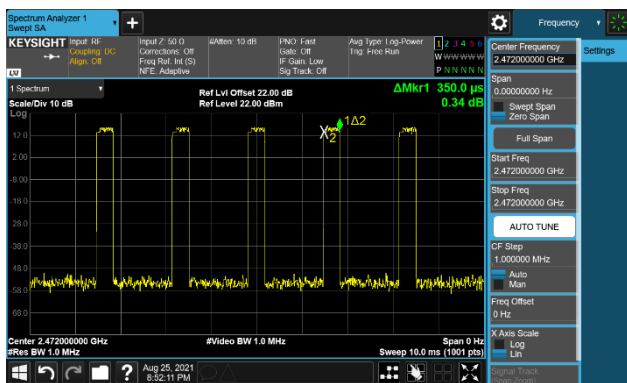 Spectrum Analyzer 1
Swept SA
Frequency
KEYSIGHT
Input: RF
Coupling: DC
Align: Off
Input Z: 50 Ω
Corrections: Off
Freq Ref: Int (S)
NFE: Adaptive
#Atten: 10 dB
PNO: Fast
Gate: Off
IF Gain: Low
Sig Track: Off
Avg Type: Log-Power
Trig: Free Run
1 2 3 4 5 6
W W W W W W
P N N N N N
LXI
Center Frequency
2.472000000 GHz
Settings
Span
0.00000000 Hz
Swept Span
Zero Span
Full Span
Start Freq
2.472000000 GHz
Stop Freq
2.472000000 GHz
AUTO TUNE
CF Step
1.000000 MHz
Auto
Man
Freq Offset
0 Hz
X Axis Scale
Log
Lin
Signal Track
(Span Zoom)
1 Spectrum
Scale/Div 10 dB
Log
Ref Lvl Offset 22.00 dB
Ref Level 22.00 dBm
ΔMkr1 350.0 µs
0.34 dB
1Δ2
X2
12.0
2.00
-8.00
-18.0
-28.0
-38.0
-48.0
-58.0
-68.0
Center 2.472000000 GHz
#Res BW 1.0 MHz
#Video BW 1.0 MHz
Span 0 Hz
Sweep 10.0 ms (1001 pts)
?
Aug 25, 2021
8:52:11 PM